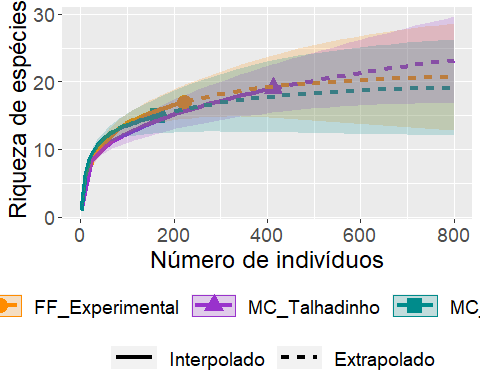 Riqueza de espécies
30
20
10
0
0 200 400 600 800
Número de indivíduos
FF_Experimental MC_Talhadinho MC_
Interpolado Extrapolado